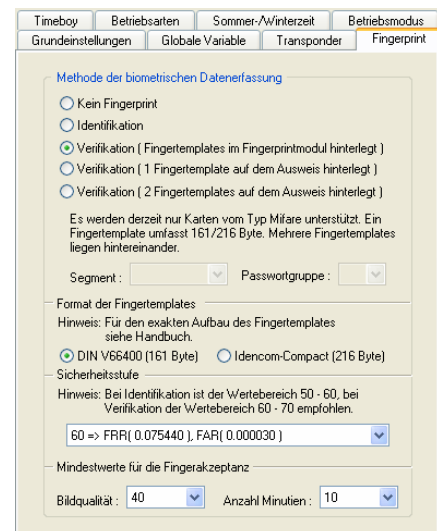 Timeboy Betriebsarten Sommer-/Winterzeit Betriebsmodus
Grundeinstellungen Globale Variable Transponder Fingerprint
Methode der biometrischen Datenerfassung
Kein Fingerprint
Identifikation
Verifikation ( Fingertemplates im Fingerprintmodul hinterlegt )
Verifikation ( 1 Fingertemplate auf dem Ausweis hinterlegt )
Verifikation ( 2 Fingertemplates auf dem Ausweis hinterlegt )
Es werden derzeit nur Karten vom Typ Mifare unterstützt. Ein
Fingertemplate umfasst 161/216 Byte. Mehrere Fingertemplates
liegen hintereinander.
Segment : Passwortgruppe :
Format der Fingertemplates
Hinweis: Für den exakten Aufbau des Fingertemplates
siehe Handbuch.
DIN V66400 (161 Byte) Idencom-Compact (216 Byte)
Sicherheitsstufe
Hinweis: Bei Identifikation ist der Wertebereich 50 - 60, bei
Verifikation der Wertebereich 60 - 70 empfohlen.
60 => FRR( 0.075440 ), FAR( 0.000030 )
Mindestwerte für die Fingerakzeptanz
Bildqualität : 40 Anzahl Minutien : 10